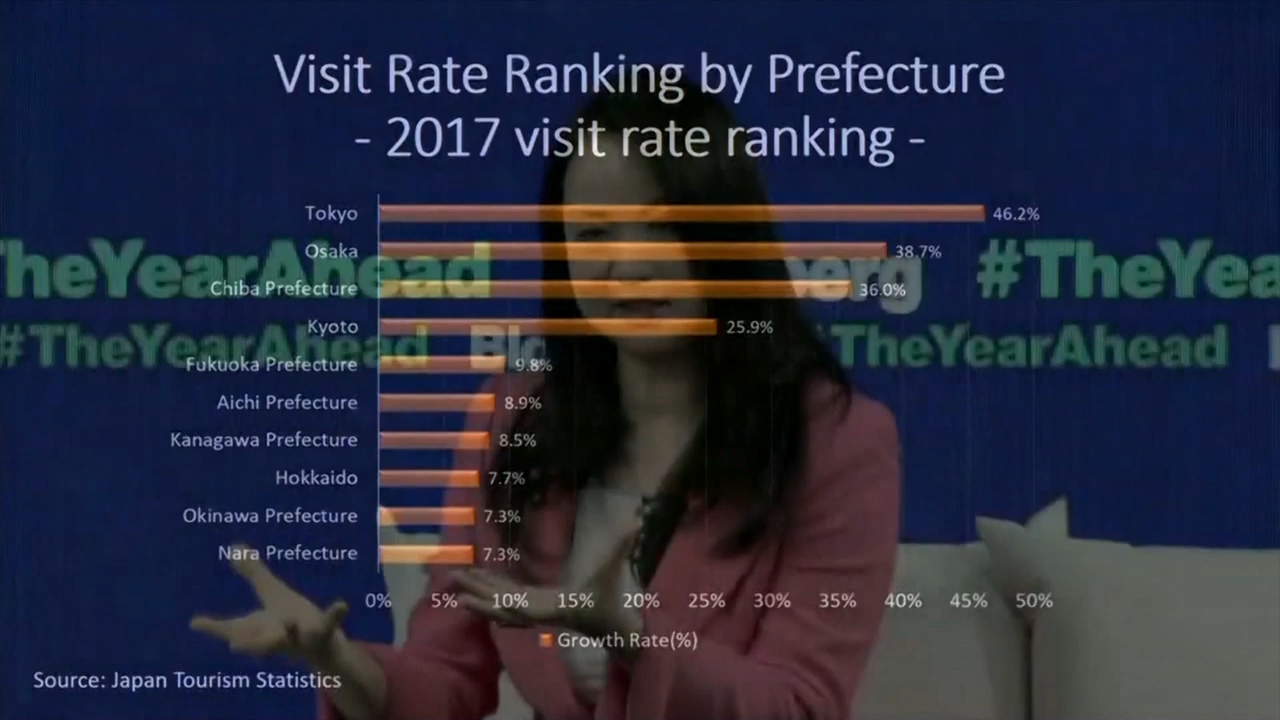 Visit Rate Ranking by Prefecture
- 2017 visit rate ranking -
Tokyo 46.2%
#TheYearAhead
Osaka 38.7%
#TheYea
Chiba Prefecture 36.0%
Kyoto 25.9%
#TheYearAhead
TheYearAhead
Fukuoka Prefecture 9.8%
Aichi Prefecture 8.9%
Kanagawa Prefecture 8.5%
Hokkaido 7.7%
Okinawa Prefecture 7.3%
Nara Prefecture 7.3%
0% 5% 10% 15% 20% 25% 30% 35% 40% 45% 50%
Growth Rate(%)
Source: Japan Tourism Statistics